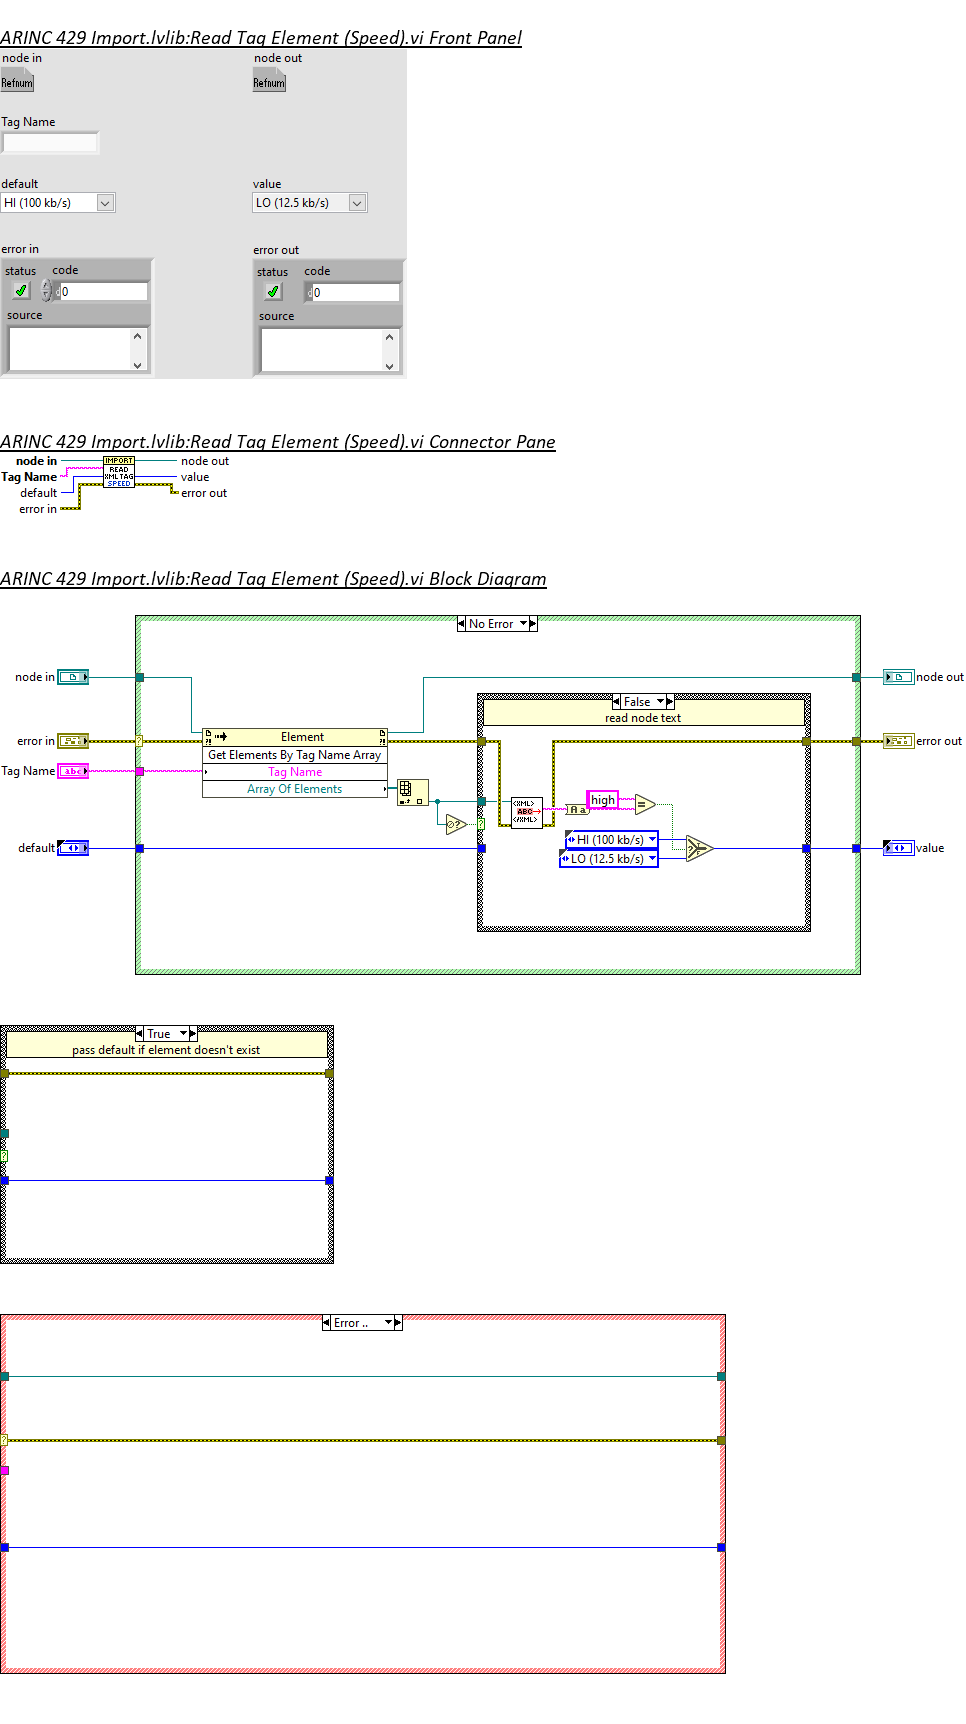 ARINC 429 Import.lvlib:Read Tag Element (Speed).vi Front Panel
node in
node out
Refnum
Refnum
Tag Name
default
value
HI (100 kb/s)
LO (12.5 kb/s)
error in
error out
status code
status code
0
0
source
source
ARINC 429 Import.lvlib:Read Tag Element (Speed).vi Connector Pane
node in
IMPORT
node out
Tag Name
READ
XML TAG
value
default
SPEED
error out
error in
ARINC 429 Import.lvlib:Read Tag Element (Speed).vi Block Diagram
No Error
node in
node out
False
read node text
error in
Element
error out
Get Elements By Tag Name Array
Tag Name
abc
Tag Name
Array Of Elements
<XML>
ABC
</XML>
A a
high
=
HI (100 kb/s)
default
value
LO (12.5 kb/s)
?
True
pass default if element doesn't exist
?
Error ..
?